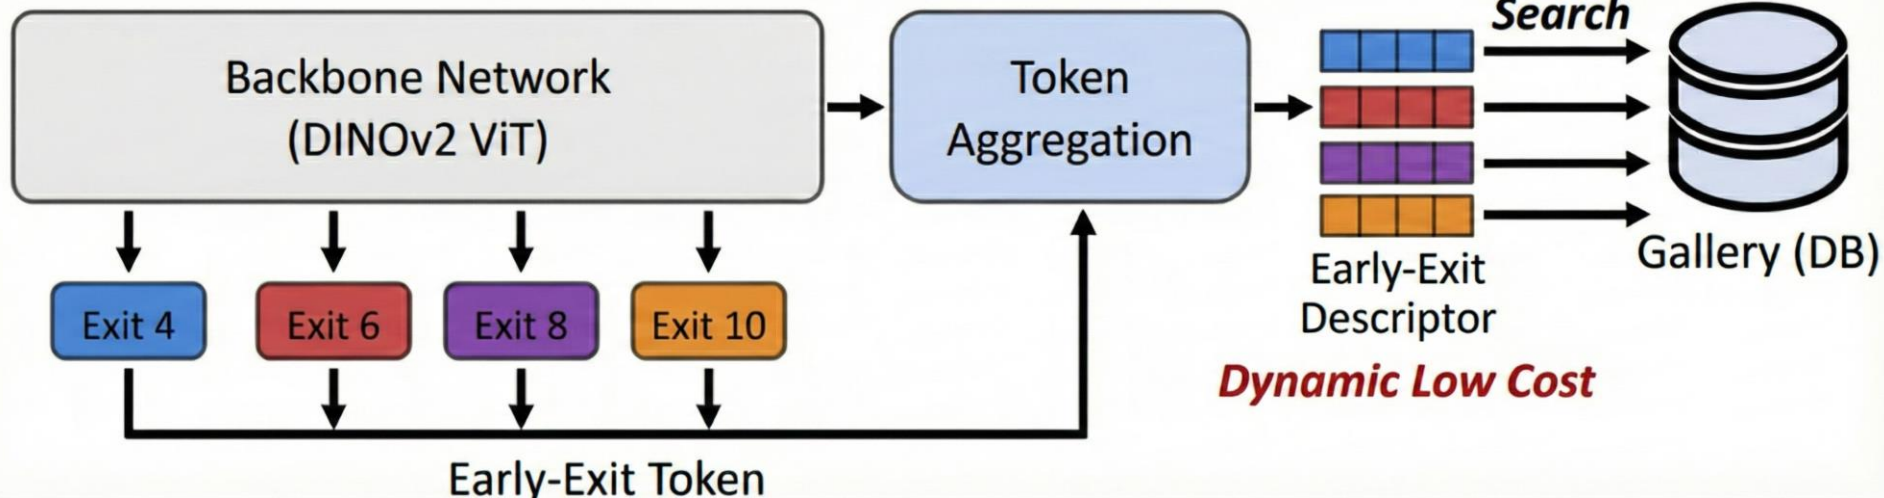 Backbone Network
(DINOv2 ViT)
Token
Aggregation
Search
Gallery (DB)
Exit 4
Exit 6
Exit 8
Exit 10
Early-Exit
Descriptor
Dynamic Low Cost
Early-Exit Token